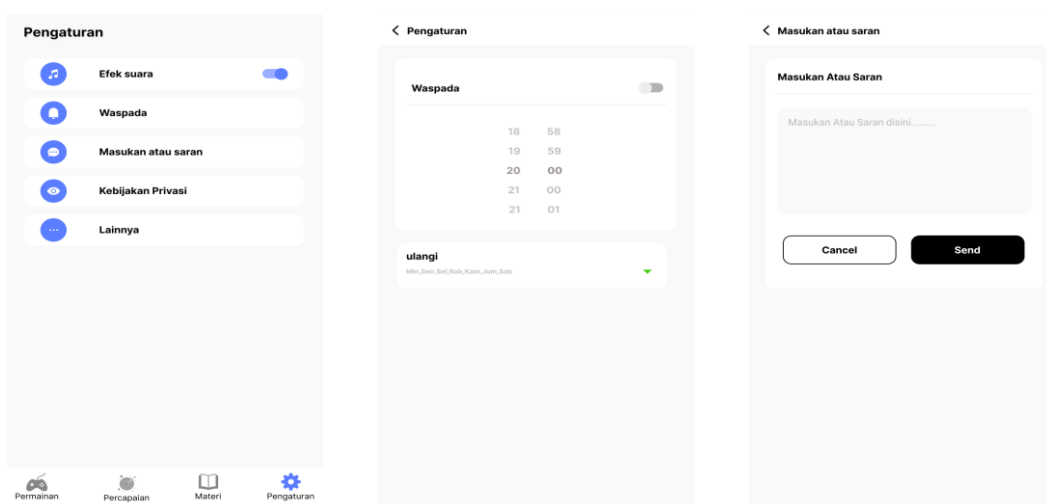 Pengaturan
Efek suara
Waspada
Masukan atau saran
Kebijakan Privasi
Lainnya
Permainan
Percapaian
Materi
Pengaturan
Pengaturan
Waspada
18 58
19 59
20 00
21 00
21 01
ulangi
Min,Sen,Sel,Rab,Kam,Jum,Sab
Masukan atau saran
Masukan Atau Saran
Masukan Atau Saran disini.........
Cancel
Send